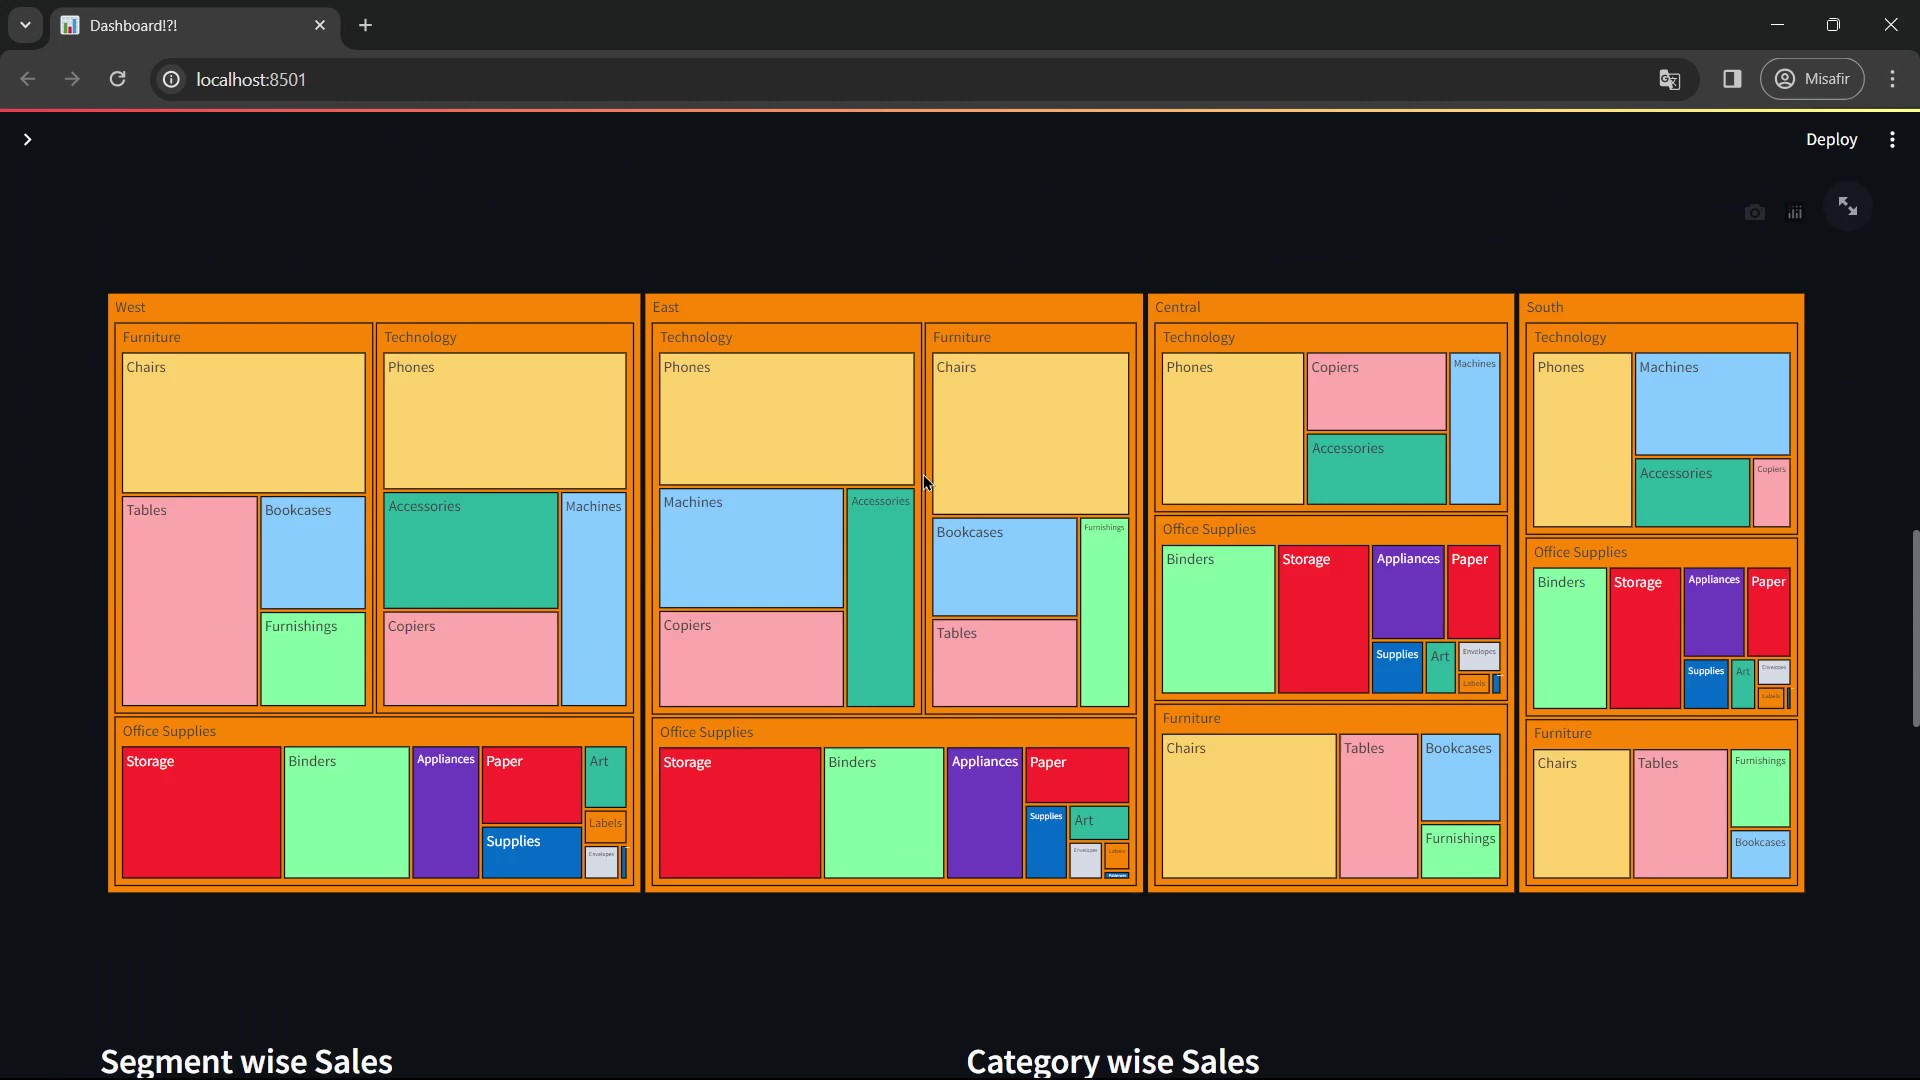 Dashboard!?!
localhost:8501
Misafir
Deploy
West
Furniture
Chairs
Tables
Bookcases
Furnishings
Technology
Phones
Accessories
Machines
Copiers
Office Supplies
Storage
Binders
Appliances
Paper
Supplies
Art
Labels
Envelopes
East
Technology
Phones
Machines
Accessories
Copiers
Furniture
Chairs
Bookcases
Furnishings
Tables
Office Supplies
Storage
Binders
Appliances
Paper
Supplies
Art
Envelopes
Labels
Central
Technology
Phones
Copiers
Machines
Accessories
Office Supplies
Binders
Storage
Appliances
Paper
Supplies
Art
Envelopes
Labels
Furniture
Chairs
Tables
Bookcases
Furnishings
South
Technology
Phones
Machines
Accessories
Copiers
Office Supplies
Binders
Storage
Appliances
Paper
Supplies
Art
Envelopes
Labels
Furniture
Chairs
Tables
Furnishings
Bookcases
Segment wise Sales
Category wise Sales